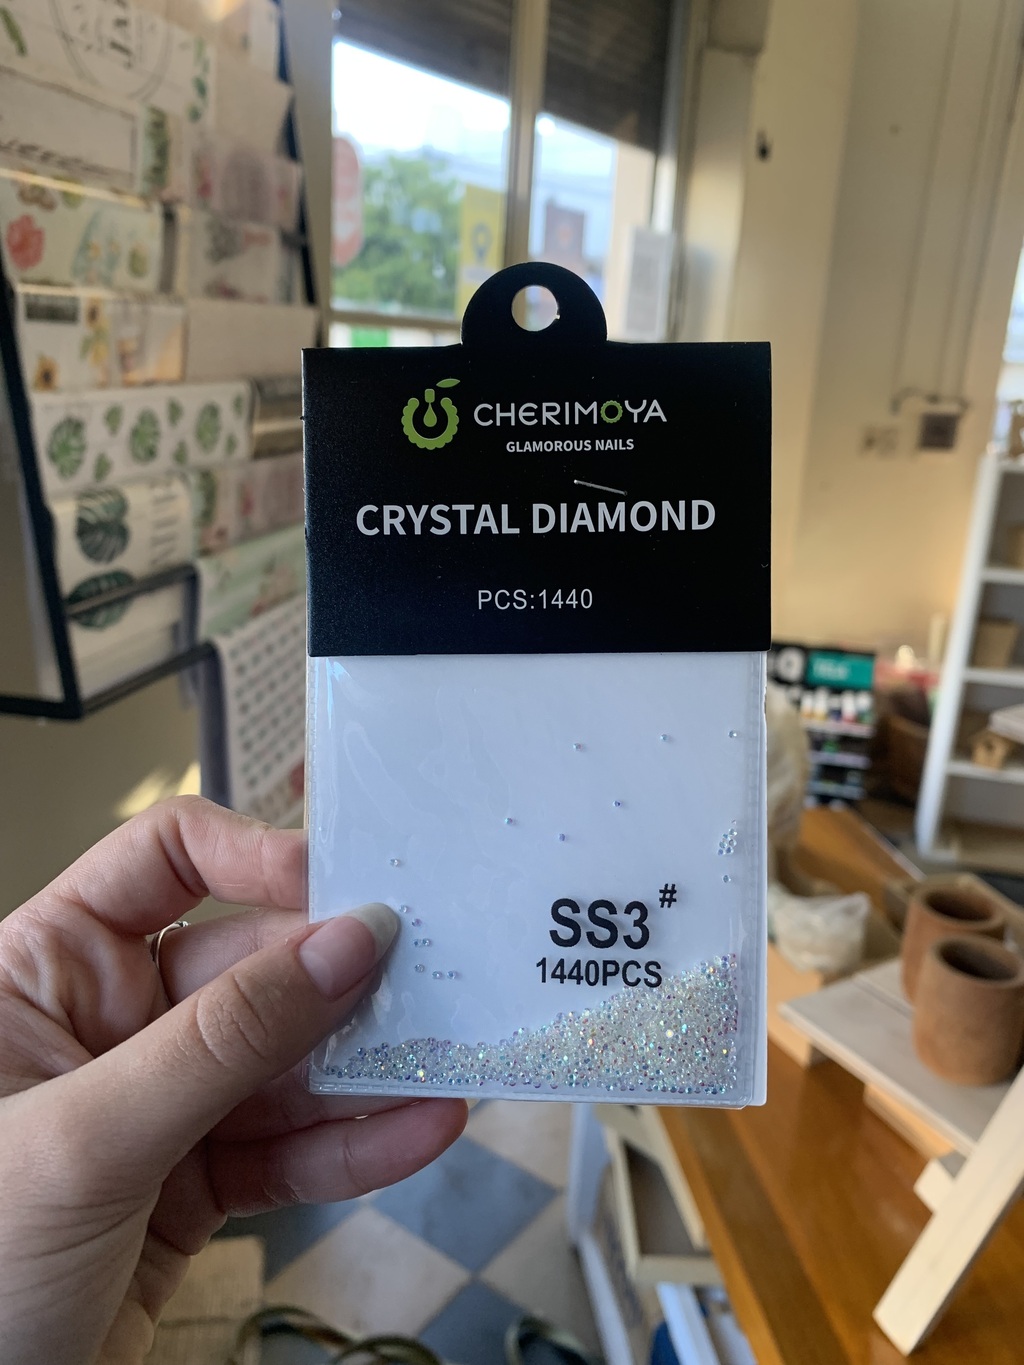 CHERIMOYA
GLAMOROUS NAILS
CRYSTAL DIAMOND
PCS:1440
SS3#
1440PCS